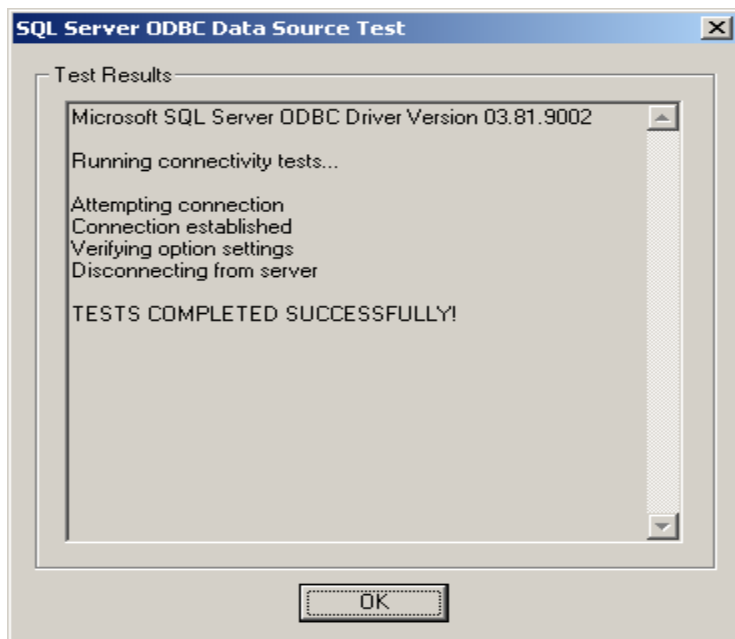 SQL Server ODBC Data Source Test
Test Results
Microsoft SQL Server ODBC Driver Version 03.81.9002
Running connectivity tests...
Attempting connection
Connection established
Verifying option settings
Disconnecting from server
TESTS COMPLETED SUCCESSFULLY!
OK